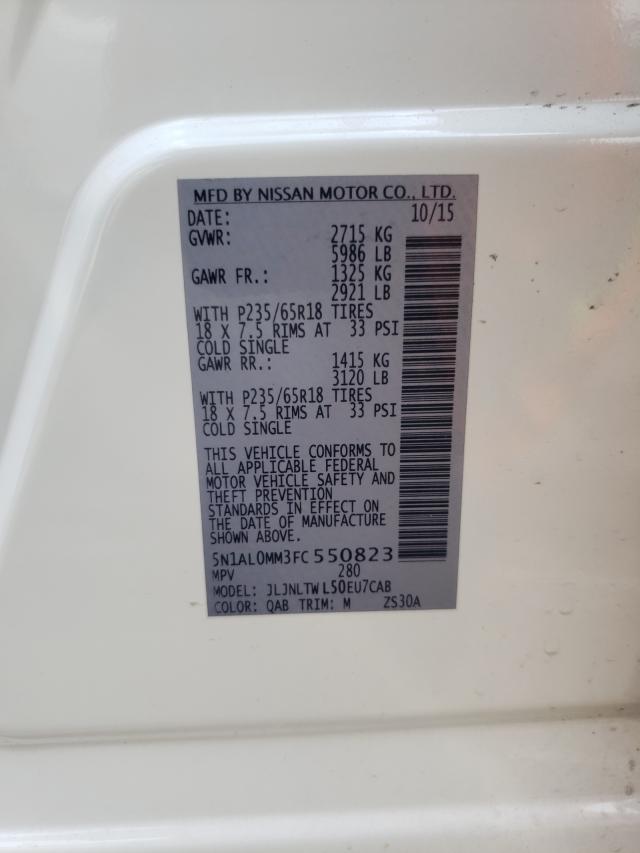 MFD BY NISSAN MOTOR CO., LTD.
DATE: 10/15
GVWR: 2715 KG
5986 LB
GAWR FR.: 1325 KG
2921 LB
WITH P235/65R18 TIRES
18 X 7.5 RIMS AT 33 PSI
COLD SINGLE
GAWR RR.: 1415 KG
3120 LB
WITH P235/65R18 TIRES
18 X 7.5 RIMS AT 33 PSI
COLD SINGLE
THIS VEHICLE CONFORMS TO
ALL APPLICABLE FEDERAL
MOTOR VEHICLE SAFETY AND
THEFT PREVENTION
STANDARDS IN EFFECT ON
THE DATE OF MANUFACTURE
SHOWN ABOVE.
5N1AL0MM3FC550823
MPV 280
MODEL: JLJNLTWL50EU7CAB
COLOR: QAB TRIM: M ZS30A